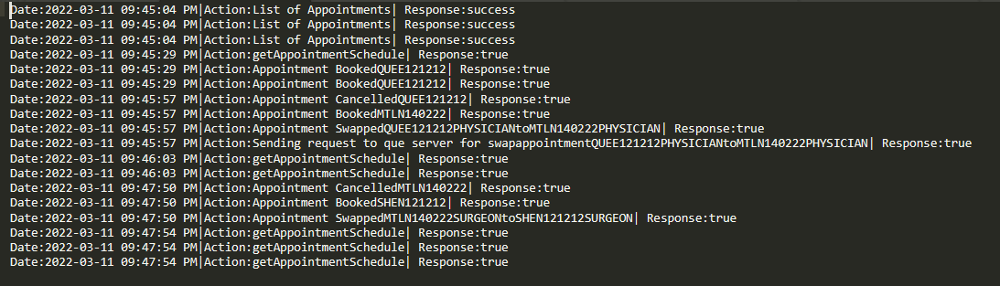 Date:2022-03-11 09:45:04 PM|Action:List of Appointments| Response:success
Date:2022-03-11 09:45:04 PM|Action:List of Appointments| Response:success
Date:2022-03-11 09:45:04 PM|Action:List of Appointments| Response:success
Date:2022-03-11 09:45:29 PM|Action:getAppointmentSchedule| Response:true
Date:2022-03-11 09:45:29 PM|Action:Appointment BookedQUEE121212| Response:true
Date:2022-03-11 09:45:29 PM|Action:Appointment BookedQUEE121212| Response:true
Date:2022-03-11 09:45:57 PM|Action:Appointment CancelledQUEE121212| Response:true
Date:2022-03-11 09:45:57 PM|Action:Appointment BookedMTLN140222| Response:true
Date:2022-03-11 09:45:57 PM|Action:Appointment SwappedQUEE121212PHYSICIANtoMTLN140222PHYSICIAN| Response:true
Date:2022-03-11 09:45:57 PM|Action:Sending request to que server for swapappointmentQUEE121212PHYSICIANtoMTLN140222PHYSICIAN| Response:true
Date:2022-03-11 09:46:03 PM|Action:getAppointmentSchedule| Response:true
Date:2022-03-11 09:46:03 PM|Action:getAppointmentSchedule| Response:true
Date:2022-03-11 09:47:50 PM|Action:Appointment CancelledMTLN140222| Response:true
Date:2022-03-11 09:47:50 PM|Action:Appointment BookedSHEN121212| Response:true
Date:2022-03-11 09:47:50 PM|Action:Appointment SwappedMTLN140222SURGEONtoSHEN121212SURGEON| Response:true
Date:2022-03-11 09:47:54 PM|Action:getAppointmentSchedule| Response:true
Date:2022-03-11 09:47:54 PM|Action:getAppointmentSchedule| Response:true
Date:2022-03-11 09:47:54 PM|Action:getAppointmentSchedule| Response:true